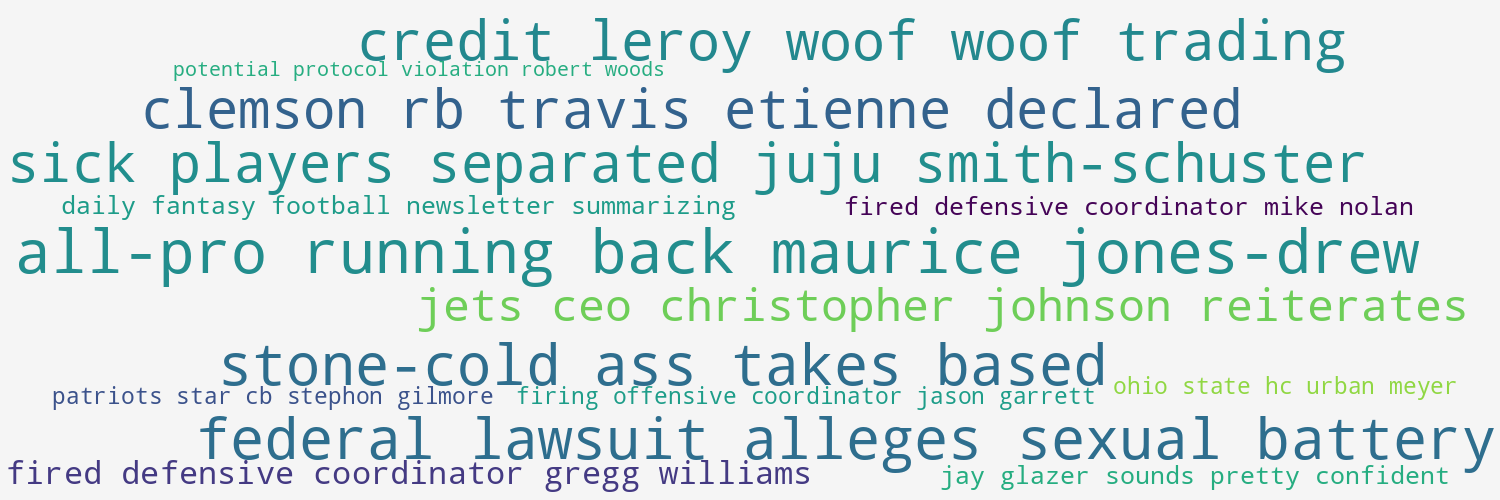 credit leroy woof woof trading
potential protocol violation robert woods
clemson rb travis etienne declared
sick players separated juju smith-schuster
daily fantasy football newsletter summarizing
fired defensive coordinator mike nolan
all-pro running back maurice jones-drew
jets ceo christopher johnson reiterates
stone-cold ass takes based
ohio state hc urban meyer
patriots star cb stephon gilmore
firing offensive coordinator jason garrett
federal lawsuit alleges sexual battery
fired defensive coordinator gregg williams
jay glazer sounds pretty confident